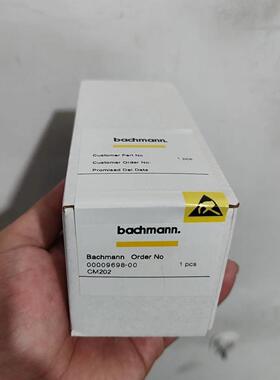 bachmann.
Customer Part No 1 pcs
Customer Order No.
Promised Del Date
bachmann.
Bachmann Order No
00009698-00 1 pcs
CM202